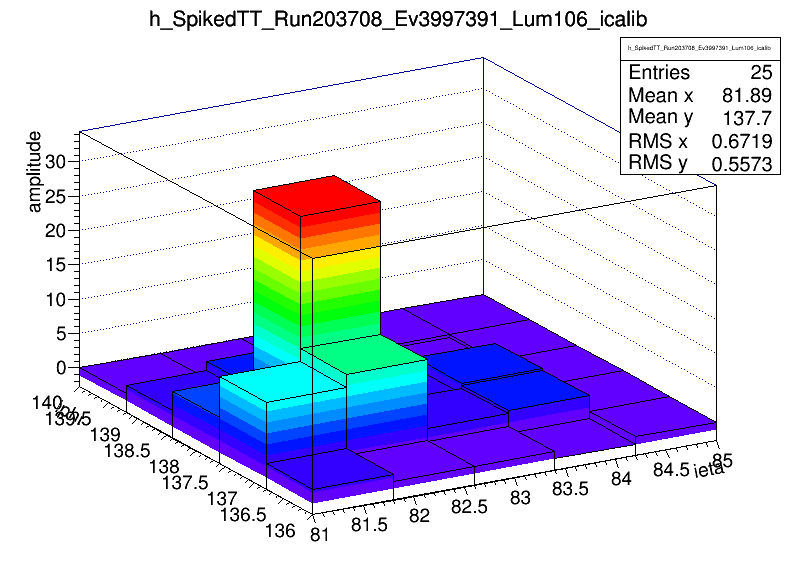 h_SpikedTT_Run203708_Ev3997391_Lum106_icalib
h_SpikedTT_Run203708_Ev3997391_Lum106_icalib
Entries 25
Mean x 81.89
Mean y 137.7
RMS x 0.6719
RMS y 0.5573
amplitude
30
25
20
15
10
5
0
140
139.5
139
138.5
138
137.5
137
136.5
136
81
81.5
82
82.5
83
83.5
84
84.5
85
ieta